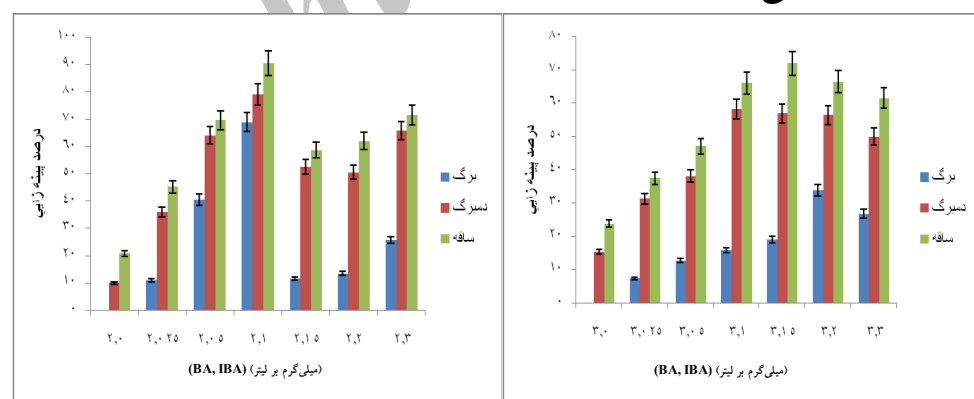 درصد پینه زایی
۱۰۰
۹۰
۸۰
۷۰
۶۰
۵۰
۴۰
۳۰
۲۰
۱۰
۰
۲,۰ ۲,۰.۲۵ ۲,۰.۵ ۲,۱ ۲,۱.۵ ۲,۲ ۲,۳
(BA, IBA) (میلی‌گرم بر لیتر)
برگ
دمبرگ
ساقه
درصد پینه زایی
۸۰
۷۰
۶۰
۵۰
۴۰
۳۰
۲۰
۱۰
۰
۳,۰ ۳,۰.۲۵ ۳,۰.۵ ۳,۱ ۳,۱.۵ ۳,۲ ۳,۳
(BA, IBA) (میلی‌گرم بر لیتر)
برگ
دمبرگ
ساقه